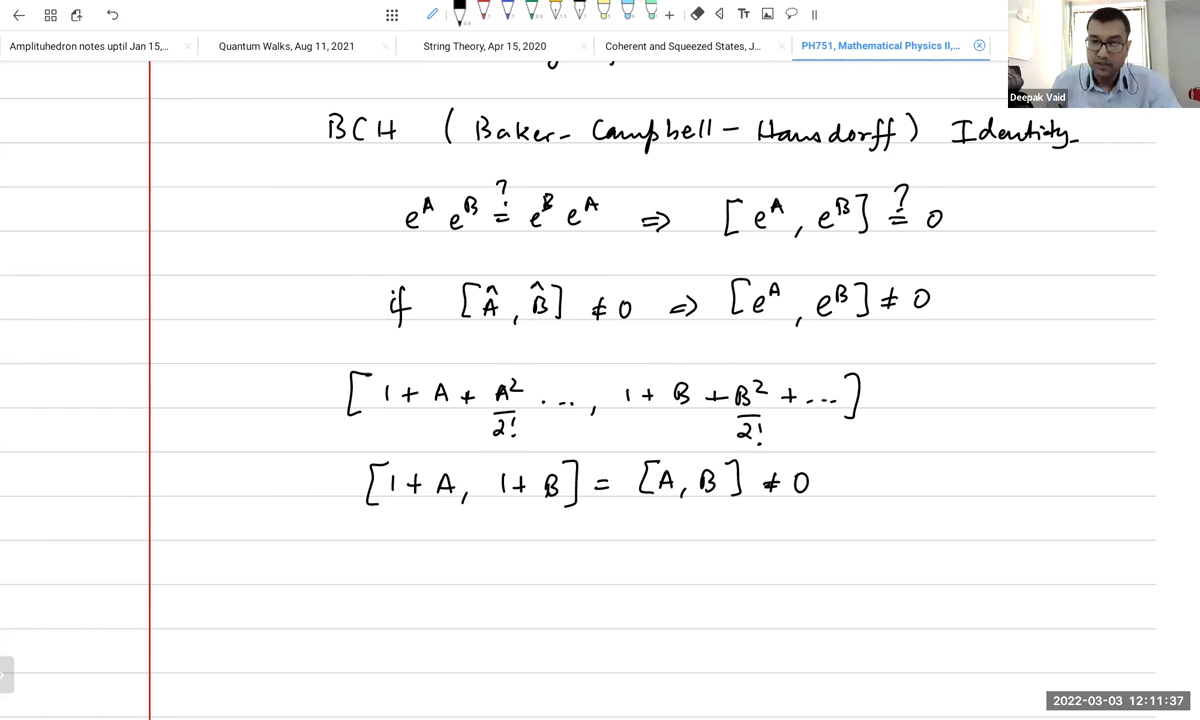 Amplituhedron notes uptil Jan 15,... Quantum Walks, Aug 11, 2021 String Theory, Apr 15, 2020 Coherent and Squeezed States, J... PH751, Mathematical Physics II,...
Deepak Vaid
BCH (Baker-Campbell-Hausdorff) Identity
e^A e^B ?= e^B e^A ⇒ [e^A, e^B] ?= 0
if [Â, B̂] ≠ 0 ⇒ [e^A, e^B] ≠ 0
[1 + A + A²/2! ..., 1 + B + B²/2! + ...]
[1 + A, 1 + B] = [A, B] ≠ 0
2022-03-03 12:11:37